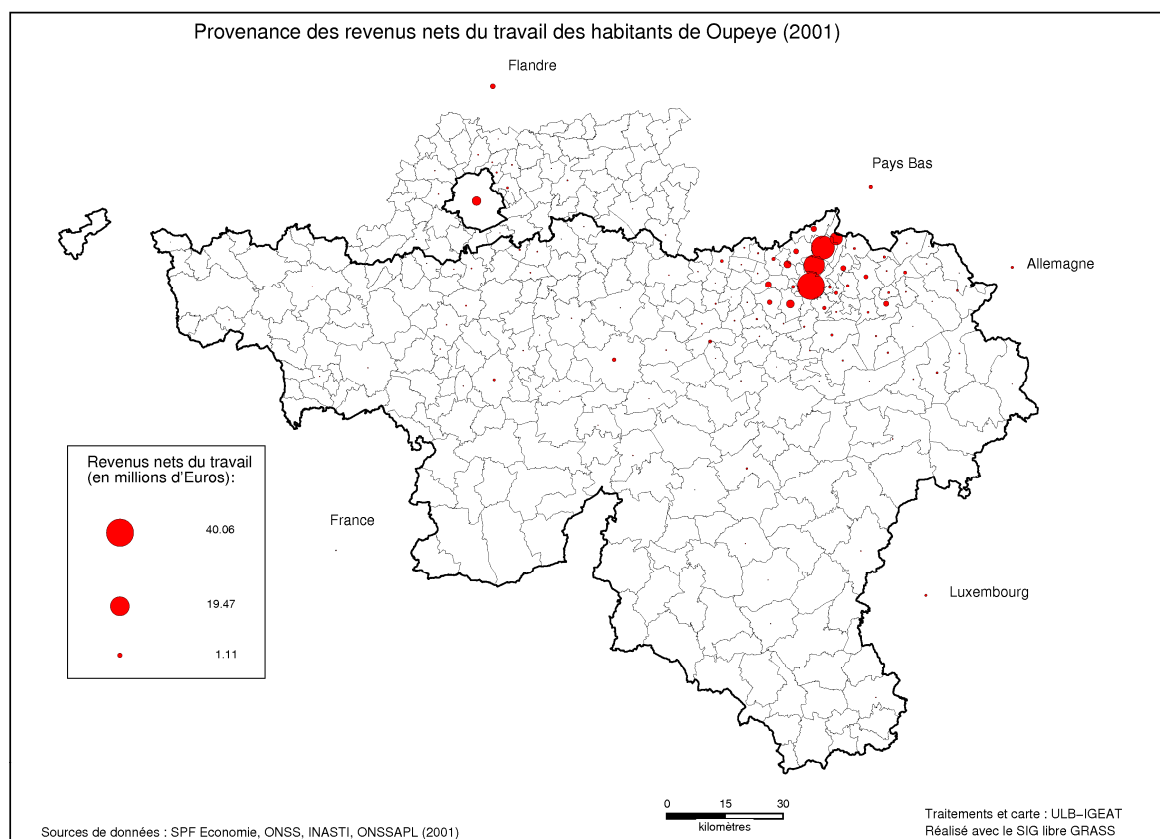 Provenance des revenus nets du travail des habitants de Oupeye (2001)
Flandre
Pays Bas
Allemagne
Revenus nets du travail
(en millions d'Euros):
40.06
19.47
1.11
France
Luxembourg
0 15 30
kilomètres
Sources de données : SPF Economie, ONSS, INASTI, ONSSAPL (2001)
Traitements et carte : ULB-IGEAT
Réalisé avec le SIG libre GRASS